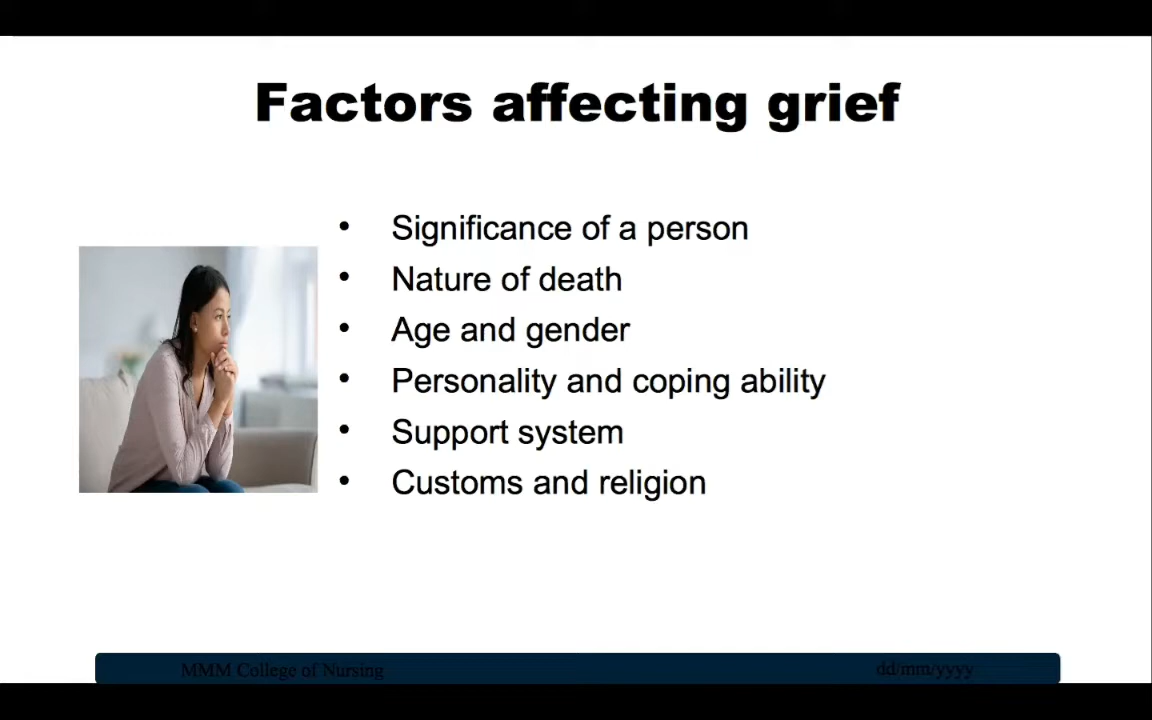 Factors affecting grief
• Significance of a person
• Nature of death
• Age and gender
• Personality and coping ability
• Support system
• Customs and religion
MMM College of Nursing
dd/mm/yyyy